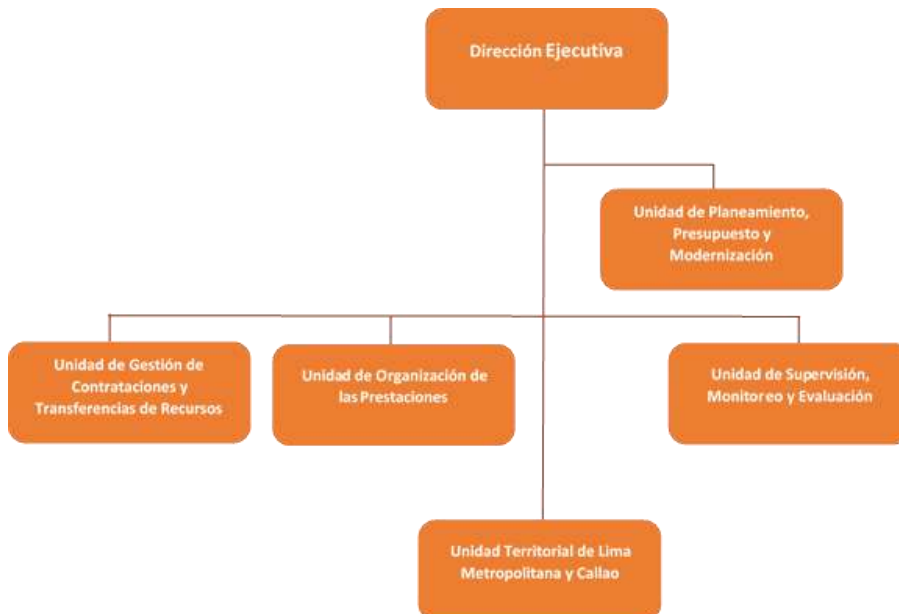 Dirección Ejecutiva
Unidad de Planeamiento,
Presupuesto y
Modernización
Unidad de Gestión de
Contrataciones y
Transferencias de Recursos
Unidad de Organización de
las Prestaciones
Unidad de Supervisión,
Monitoreo y Evaluación
Unidad Territorial de Lima
Metropolitana y Callao